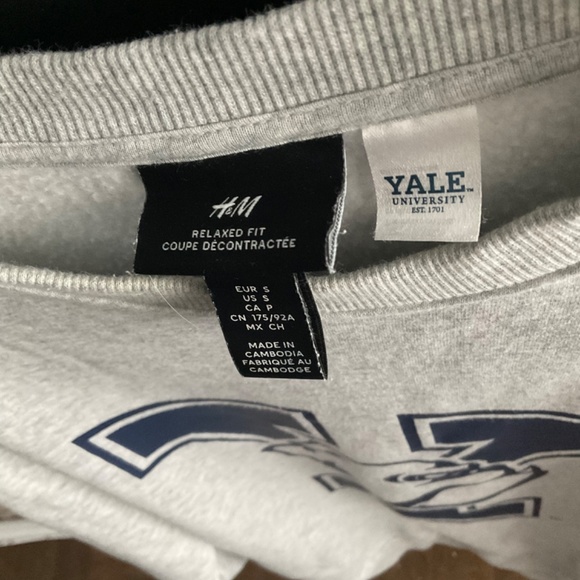 H&M
RELAXED FIT
COUPE DÉCONTRACTÉE
YALE™
UNIVERSITY
EST. 1701
EUR S
US S
CA P
CN 175/92A
MX CH
MADE IN
CAMBODIA
FABRIQUÉ AU
CAMBODGE